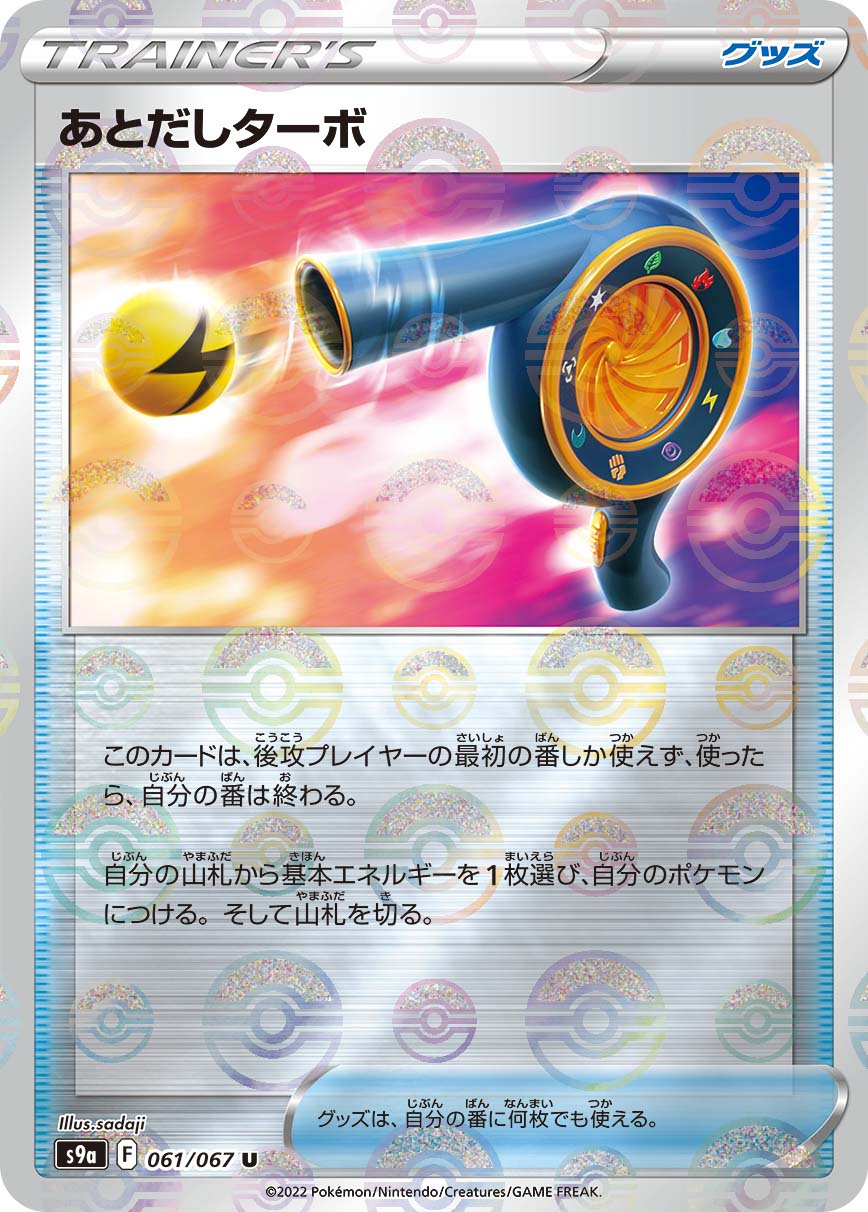 TRAINER'S グッズ
あとだしターボ
このカードは、後攻プレイヤーの最初の番しか使えず、使った
ら、自分の番は終わる。
自分の山札から基本エネルギーを1枚選び、自分のポケモン
につける。そして山札を切る。
グッズは、自分の番に何枚でも使える。
Illus.sadaji
s9a F 061/067 U
©2022 Pokémon/Nintendo/Creatures/GAME FREAK.